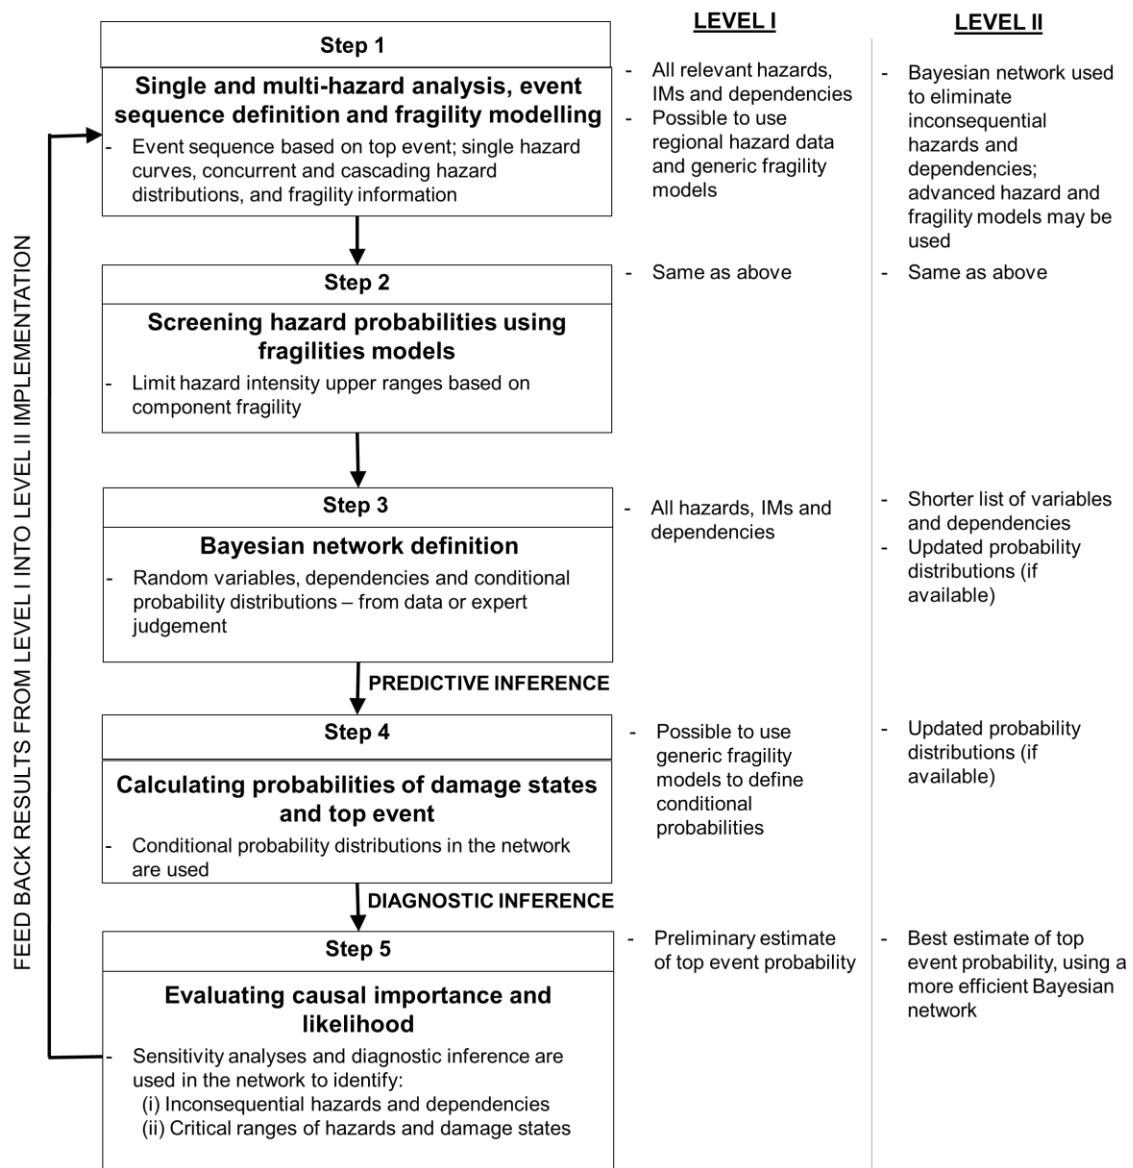 LEVEL I
LEVEL II
Step 1
Single and multi-hazard analysis, event
sequence definition and fragility modelling
- Event sequence based on top event; single
hazard curves, concurrent and cascading hazard
distributions, and fragility information
- All relevant hazards,
IMs and dependencies
- Possible to use
regional hazard data
and generic fragility
models
- Bayesian network used
to eliminate
inconsequential
hazards and
dependencies;
advanced hazard and
fragility models may be
used
Step 2
Screening hazard probabilities using
fragilities models
- Limit hazard intensity upper ranges based on
component fragility
- Same as above
- Same as above
Step 3
Bayesian network definition
- Random variables, dependencies and conditional
probability distributions – from data or expert
judgement
- All hazards, IMs and
dependencies
- Shorter list of variables
and dependencies
- Updated probability
distributions (if
available)
PREDICTIVE INFERENCE
Step 4
Calculating probabilities of damage states
and top event
- Conditional probability distributions in the network
are used
- Possible to use
generic fragility
models to define
conditional
probabilities
- Updated probability
distributions (if
available)
DIAGNOSTIC INFERENCE
Step 5
Evaluating causal importance and
likelihood
- Sensitivity analyses and diagnostic inference are
used in the network to identify:
(i) Inconsequential hazards and dependencies
(ii) Critical ranges of hazards and damage states
- Preliminary estimate
of top event probability
- Best estimate of top
event probability, using a
more efficient Bayesian
network
FEED BACK RESULTS FROM LEVEL I INTO LEVEL II IMPLEMENTATION